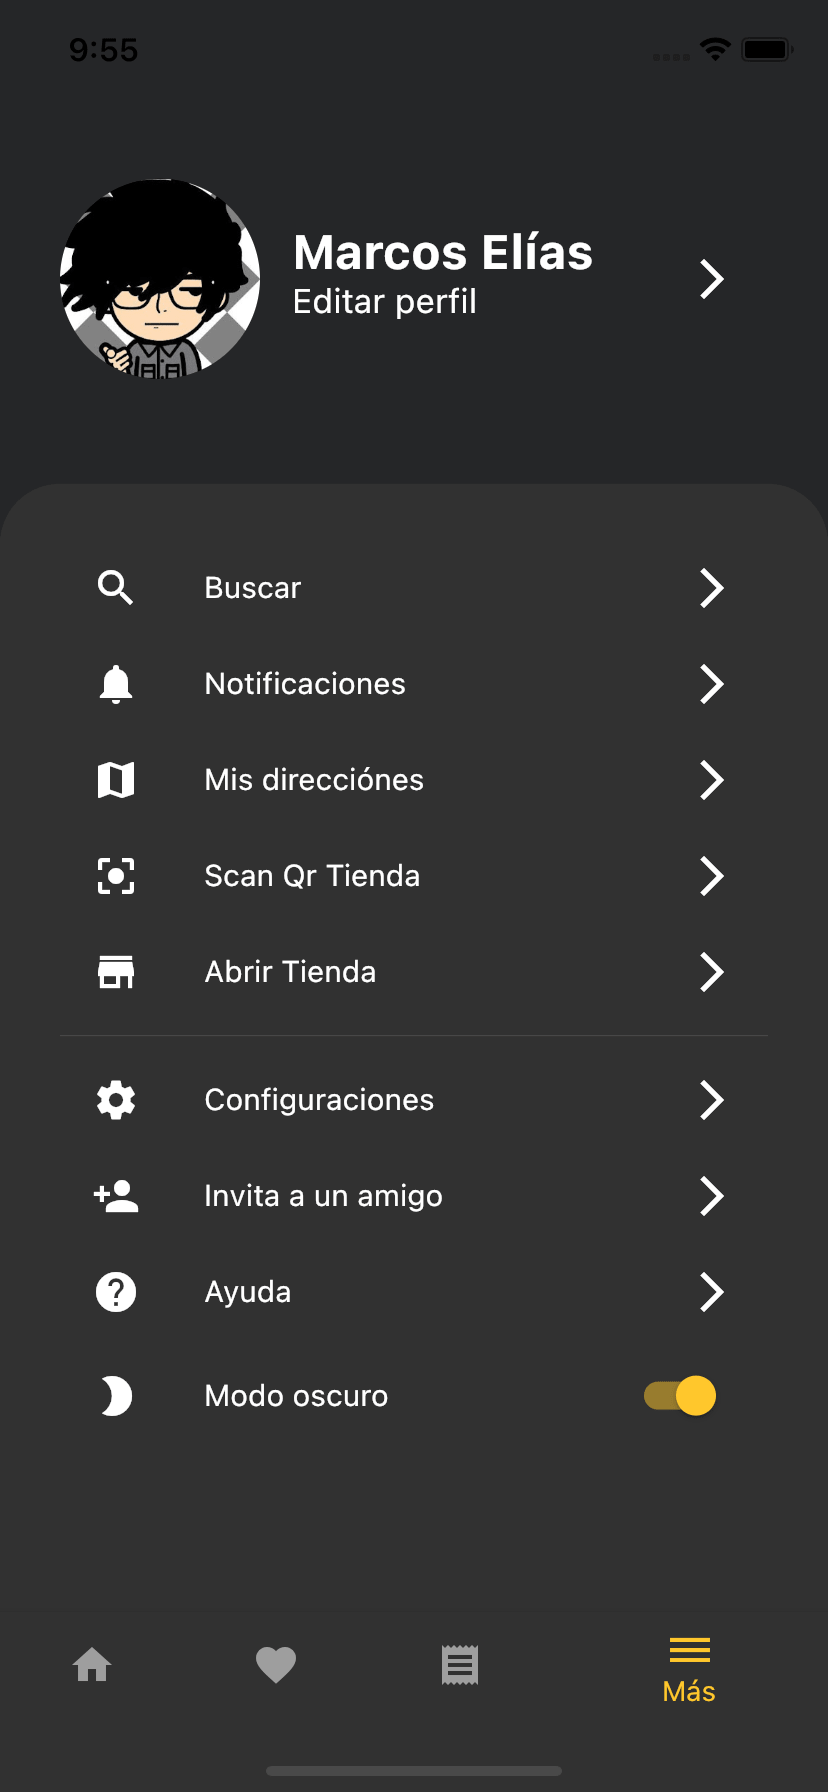 9:55
Marcos Elías
Editar perfil
Buscar
Notificaciones
Mis direcciónes
Scan Qr Tienda
Abrir Tienda
Configuraciones
Invita a un amigo
Ayuda
Modo oscuro
Más